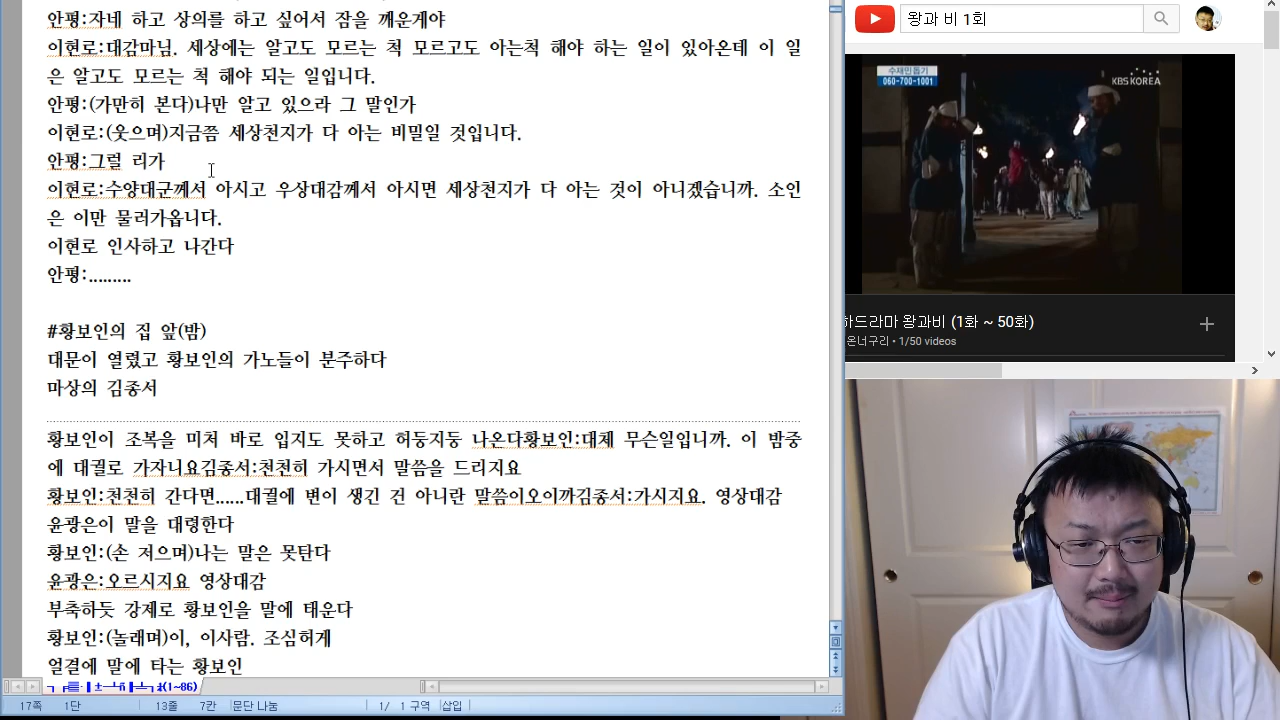 안평:자네 하고 상의를 하고 싶어서 잠을 깨운게야
이현로:대감마님. 세상에는 알고도 모르는 척 모르고도 아는척 해야 하는 일이 있아온데 이 일
은 알고도 모르는 척 해야 되는 일입니다.
안평:(가만히 본다)나만 알고 있으라 그 말인가
이현로:(웃으며)지금쯤 세상천지가 다 아는 비밀일 것입니다.
안평:그럴 리가
이현로:수양대군께서 아시고 우상대감께서 아시면 세상천지가 다 아는 것이 아니겠습니까. 소인
은 이만 물러가옵니다.
이현로 인사하고 나간다
안평:.........
#황보인의 집 앞(밤)
대문이 열렸고 황보인의 가노들이 분주하다
마상의 김종서
황보인이 조복을 미쳐 바로 입지도 못하고 허둥지둥 나온다황보인:대체 무슨일입니까. 이 밤중
에 대궐로 가자니요김종서:천천히 가시면서 말씀을 드리지요
황보인:천천히 간다면......대궐에 변이 생긴 건 아니란 말씀이오이까김종서:가시지요. 영상대감
윤광은이 말을 대령한다
황보인:(손 저으며)나는 말은 못탄다
윤광은:오르시지요 영상대감
부축하듯 강제로 황보인을 말에 태운다
황보인:(놀래며)이, 이사람. 조심허게
얼결에 말에 타는 황보인
(1~86)
17쪽 1단 13줄 7칸 문단 나눔 1/ 1 구역 삽입
왕과 비 1회
수재민돕기
060-700-1001
KBS KOREA
하드라마 왕과비 (1화 ~ 50화)
온너구리 • 1/50 videos